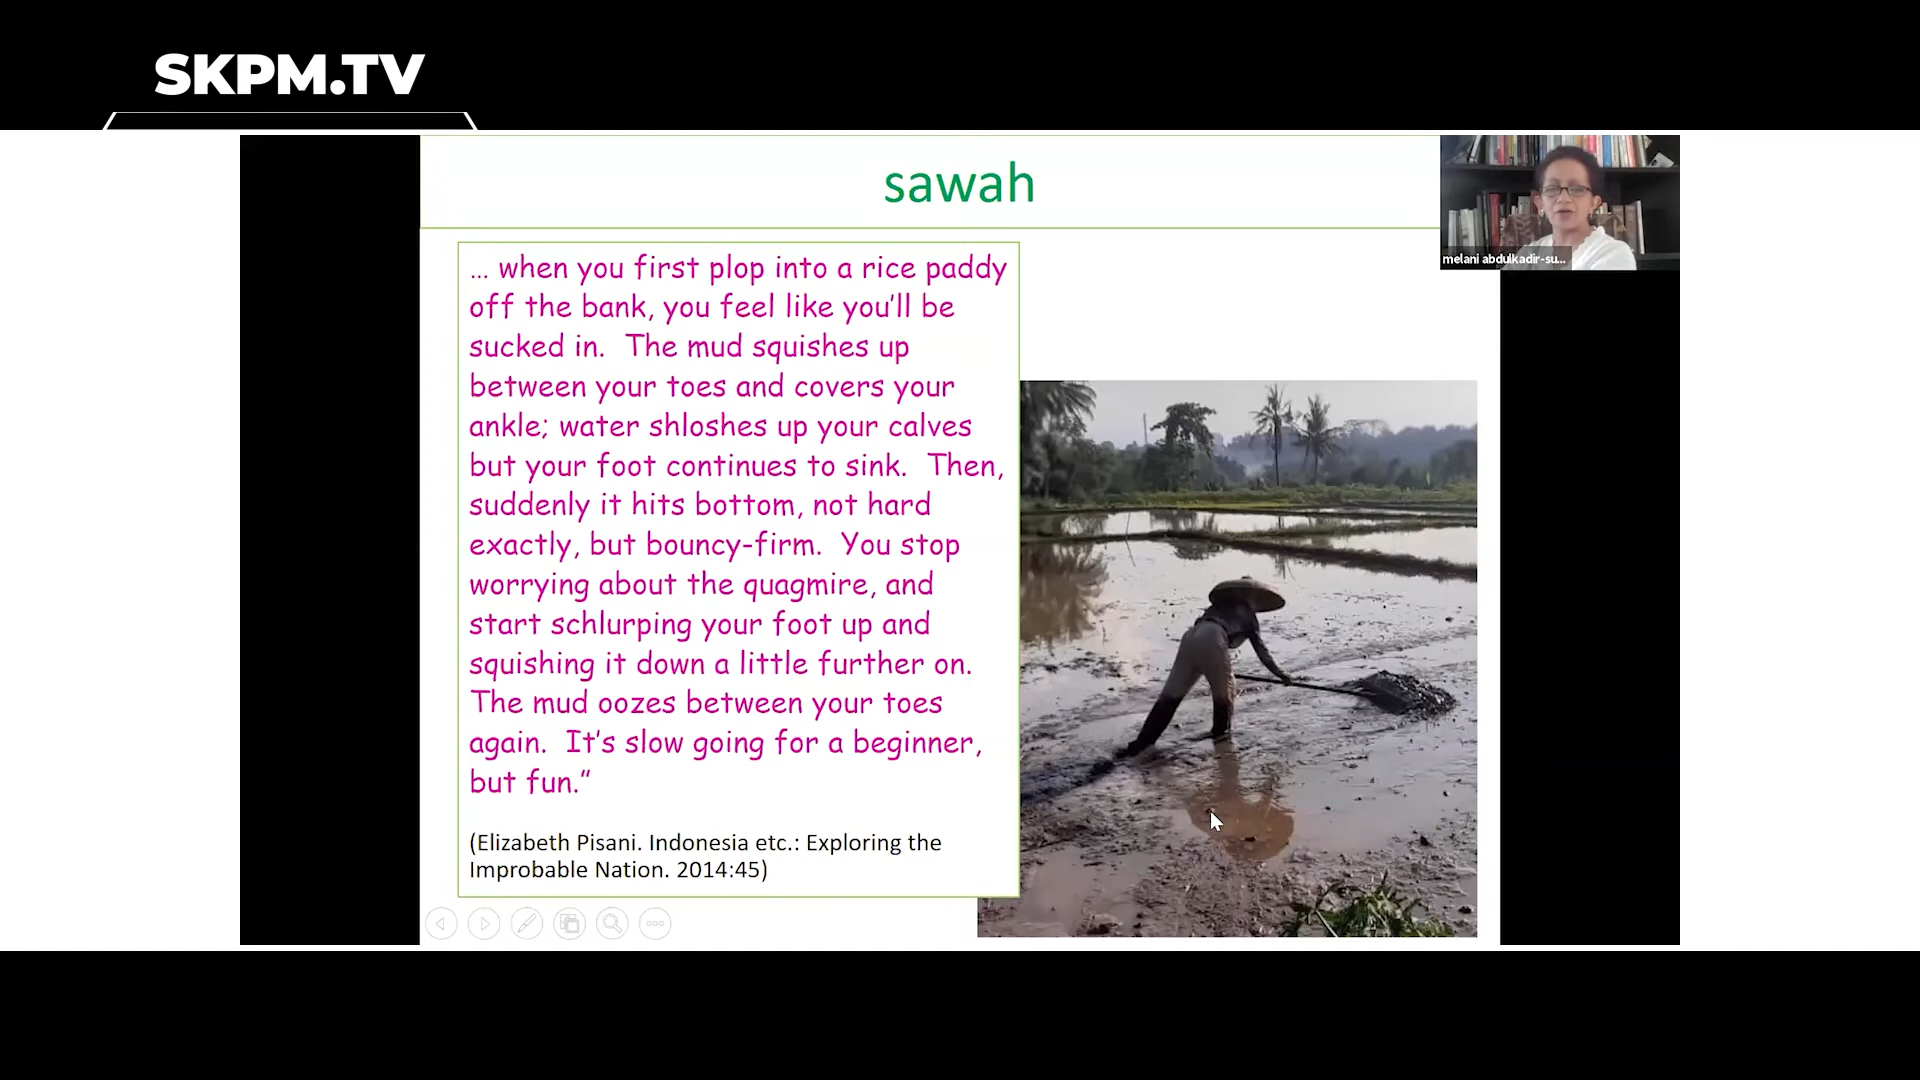 SKPM.TV
sawah
melani abdulkadir-su...
... when you first plop into a rice paddy
off the bank, you feel like you’ll be
sucked in. The mud squishes up
between your toes and covers your
ankle; water shloshes up your calves
but your foot continues to sink. Then,
suddenly it hits bottom, not hard
exactly, but bouncy-firm. You stop
worrying about the quagmire, and
start schlurping your foot up and
squishing it down a little further on.
The mud oozes between your toes
again. It’s slow going for a beginner,
but fun.”
(Elizabeth Pisani. Indonesia etc.: Exploring the
Improbable Nation. 2014:45)